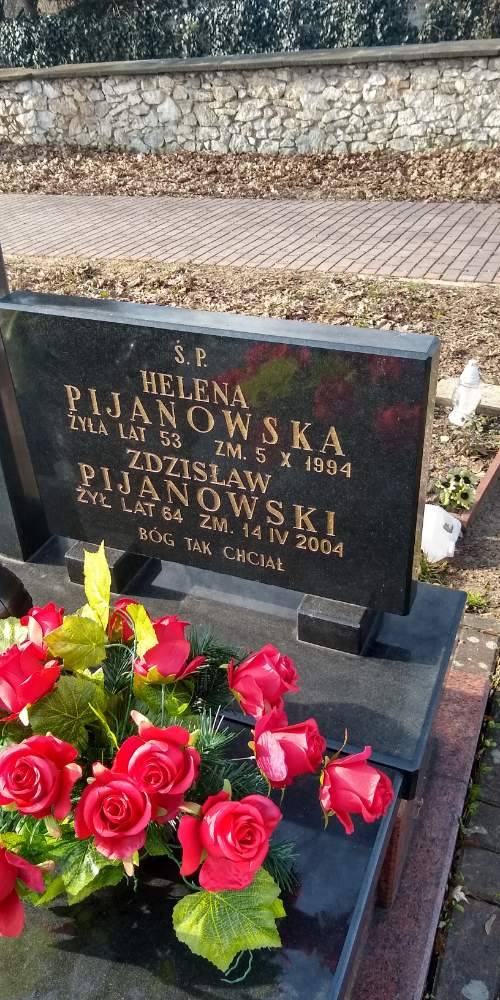 Ś. P.
HELENA
PIJANOWSKA
ŻYŁA LAT 53 ZM. 5 X 1994
ZDZISŁAW
PIJANOWSKI
ŻYŁ LAT 64 ZM. 14 IV 2004
BÓG TAK CHCIAŁ